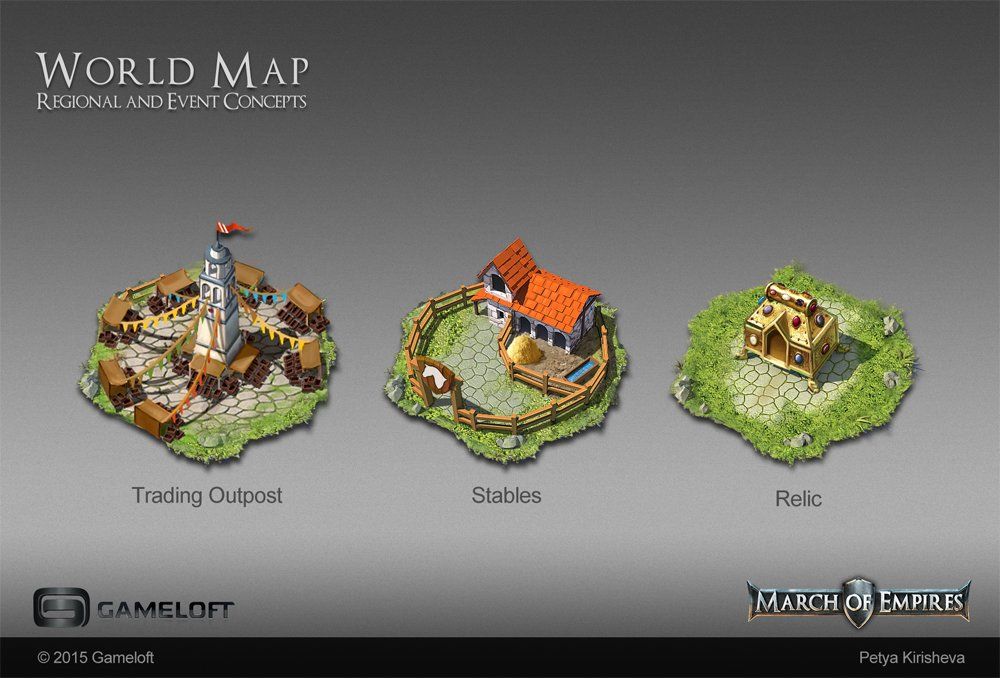 World Map
Regional and Event Concepts
Trading Outpost
Stables
Relic
GAMELOFT
March of Empires
© 2015 Gameloft
Petya Kirisheva